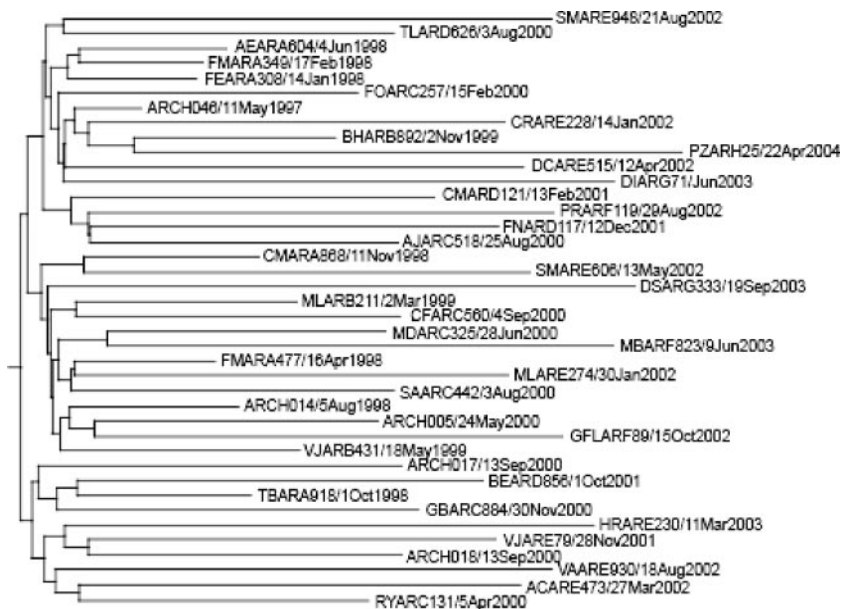 SMARE948/21Aug2002
TLARD626/3Aug2000
AEARA604/4Jun1998
FMARA349/17Feb1998
FEARA308/14Jan1998
FOARC257/15Feb2000
ARCH046/11May1997
CRARE228/14Jan2002
BHARB892/2Nov1999
PZARH25/22Apr2004
DCARE515/12Apr2002
DIARG71/Jun2003
CMARD121/13Feb2001
PRARF119/29Aug2002
FNARD117/12Dec2001
AJARC518/25Aug2000
CMARA868/11Nov1998
SMARE606/13May2002
DSARG333/19Sep2003
MLARB211/2Mar1999
CFARC560/4Sep2000
MDARC325/28Jun2000
MBARF823/9Jun2003
FMARA477/16Apr1998
MLARE274/30Jan2002
SAARC442/3Aug2000
ARCH014/5Aug1998
ARCH005/24May2000
GFLARF89/15Oct2002
VJARB431/18May1999
ARCH017/13Sep2000
BEARD856/1Oct2001
TBARA918/1Oct1998
GBARC884/30Nov2000
HRARE230/11Mar2003
VJARE79/28Nov2001
ARCH018/13Sep2000
VAARE930/18Aug2002
ACARE473/27Mar2002
RYARC131/5Apr2000